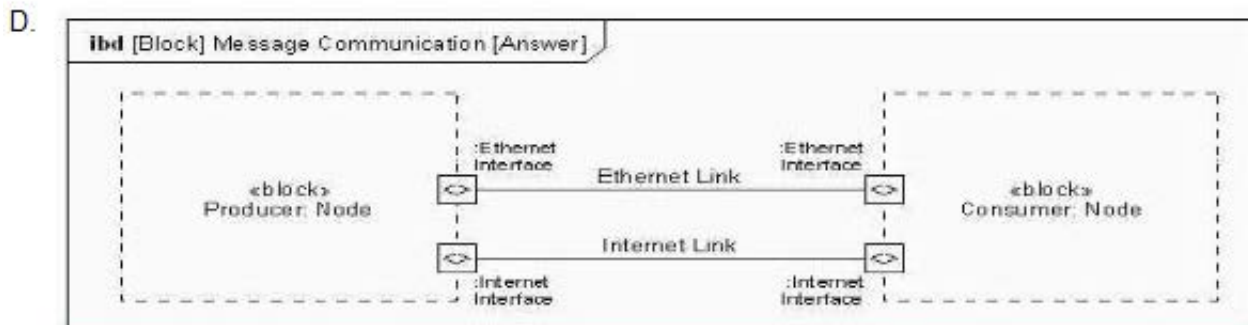 D.
ibd [Block] Message Communication [Answer]
:Ethernet
Interface
Ethernet Link
:Ethernet
Interface
«block»
Producer: Node
<>
<>
«block»
Consumer: Node
Internet Link
<>
<>
:Internet
Interface
:Internet
Interface